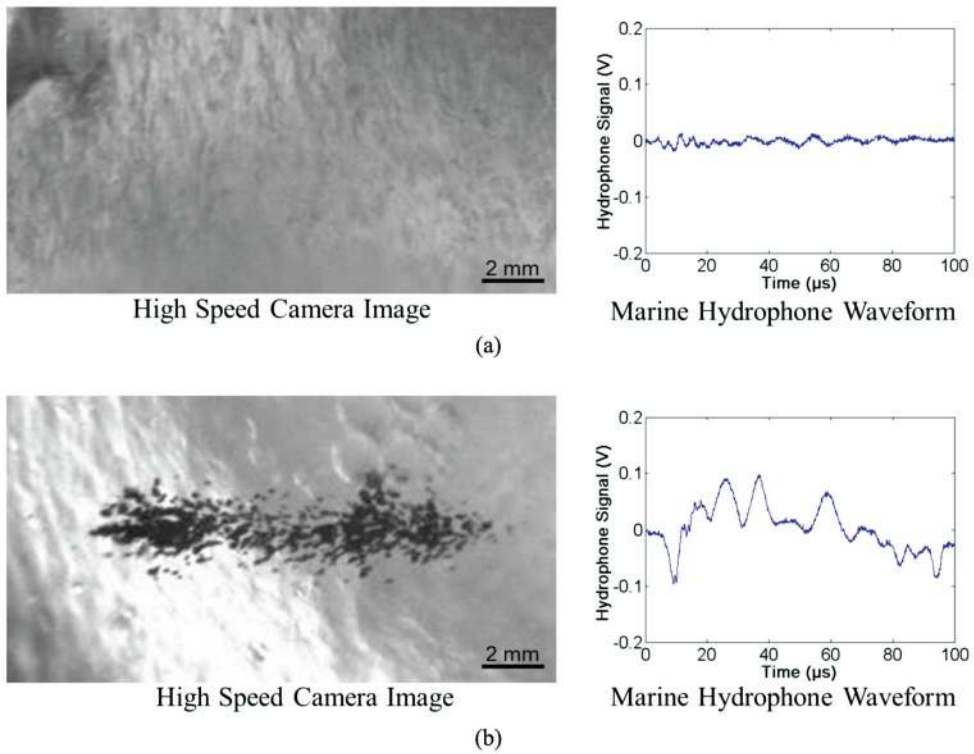 0.2
0.1
0
-0.1
-0.2
Hydrophone Signal (V)
0 20 40 60 80 100
Time (µs)
2 mm
High Speed Camera Image
Marine Hydrophone Waveform
(a)
0.2
0.1
0
-0.1
-0.2
Hydrophone Signal (V)
0 20 40 60 80 100
Time (µs)
2 mm
High Speed Camera Image
Marine Hydrophone Waveform
(b)